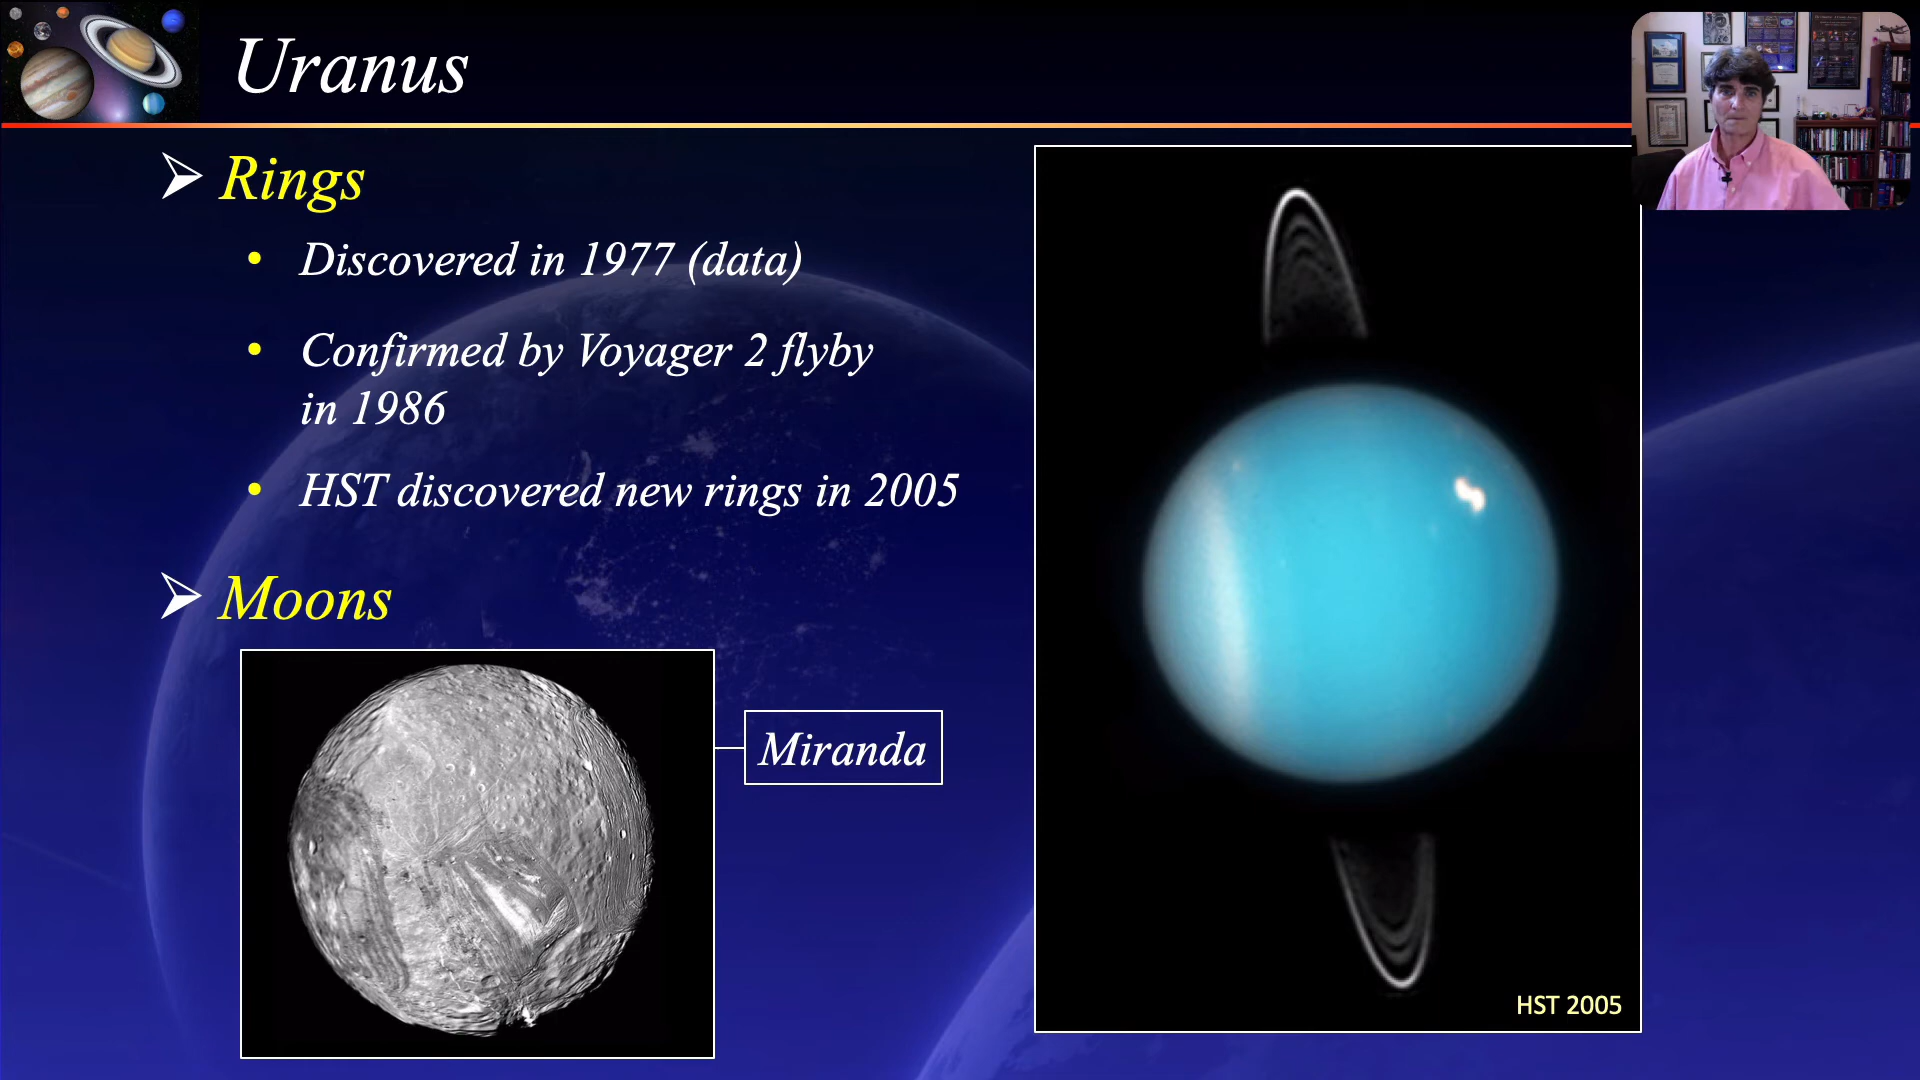 Uranus
Rings
Discovered in 1977 (data)
Confirmed by Voyager 2 flyby
in 1986
HST discovered new rings in 2005
Moons
Miranda
HST 2005